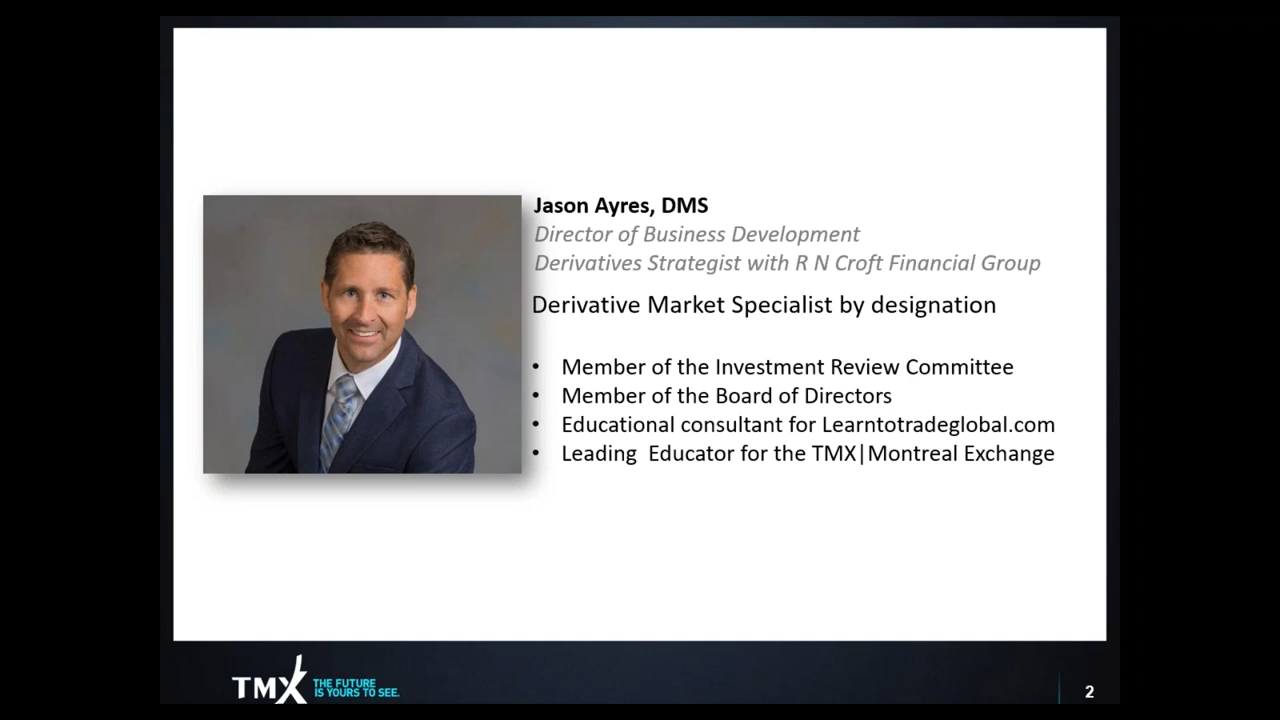 Jason Ayres, DMS
Director of Business Development
Derivatives Strategist with R N Croft Financial Group
Derivative Market Specialist by designation
• Member of the Investment Review Committee
• Member of the Board of Directors
• Educational consultant for Learntotradeglobal.com
• Leading  Educator for the TMX|Montreal Exchange
TMX THE FUTURE
IS YOURS TO SEE.
2